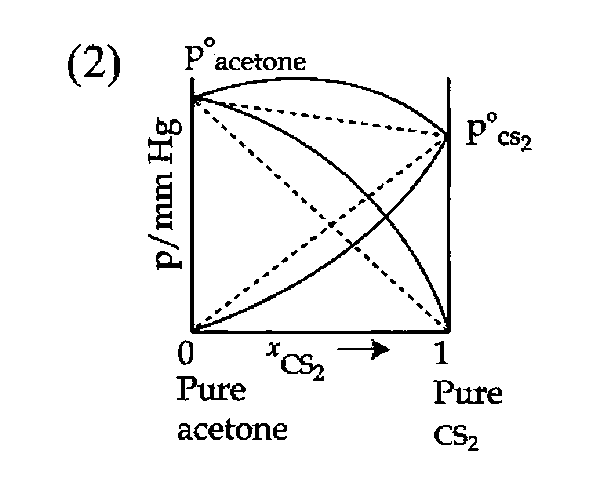 (2)
p°acetone
p°cs₂
p/mm Hg
0 xCS₂ → 1
Pure acetone
Pure CS₂